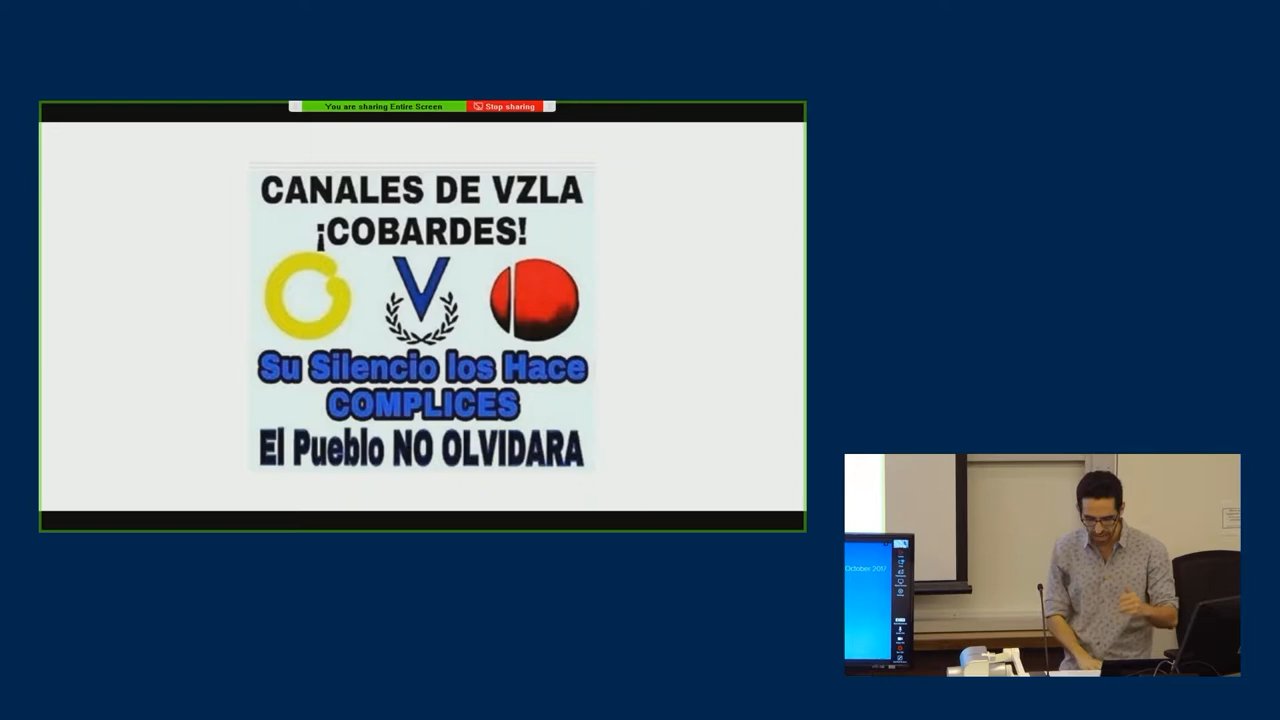 You are sharing Entire Screen
Stop sharing
CANALES DE VZLA
¡COBARDES!
V
Su Silencio los Hace
COMPLICES
El Pueblo NO OLVIDARA
October 2017